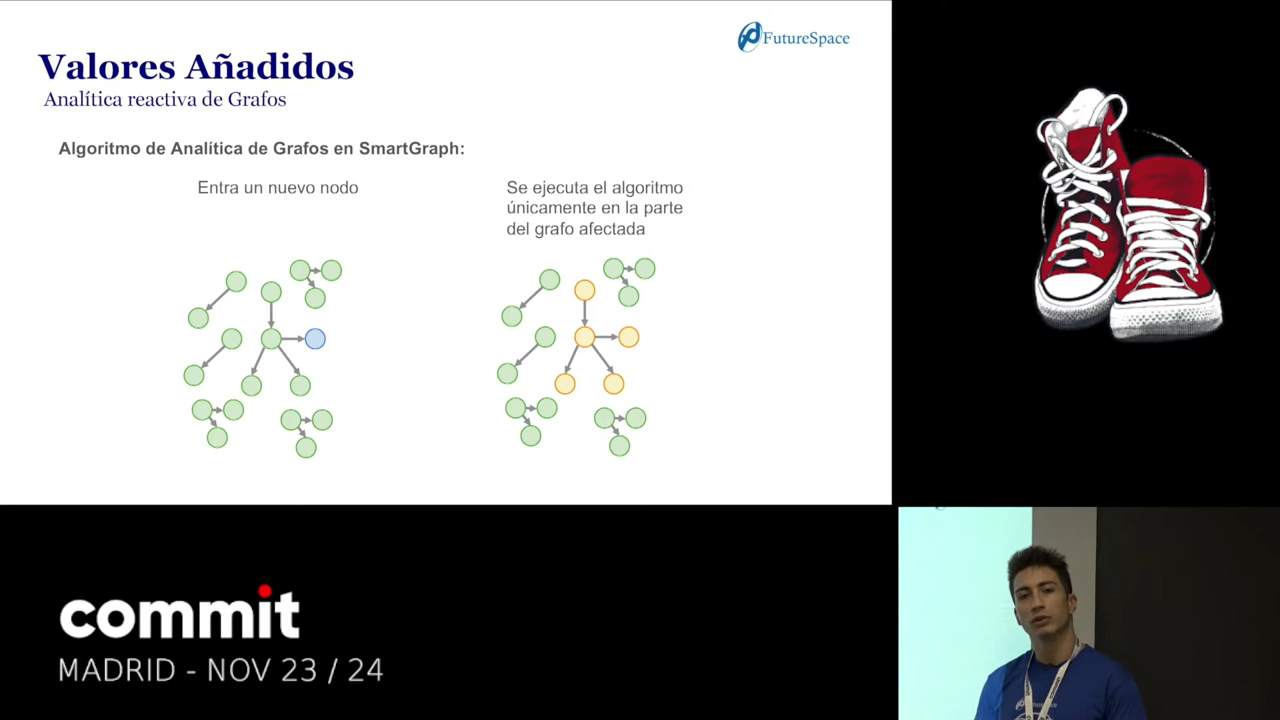 FutureSpace
Valores Añadidos
Analítica reactiva de Grafos
Algoritmo de Analítica de Grafos en SmartGraph:
Entra un nuevo nodo
Se ejecuta el algoritmo
únicamente en la parte
del grafo afectada
commit
MADRID - NOV 23 / 24
FutureSpace